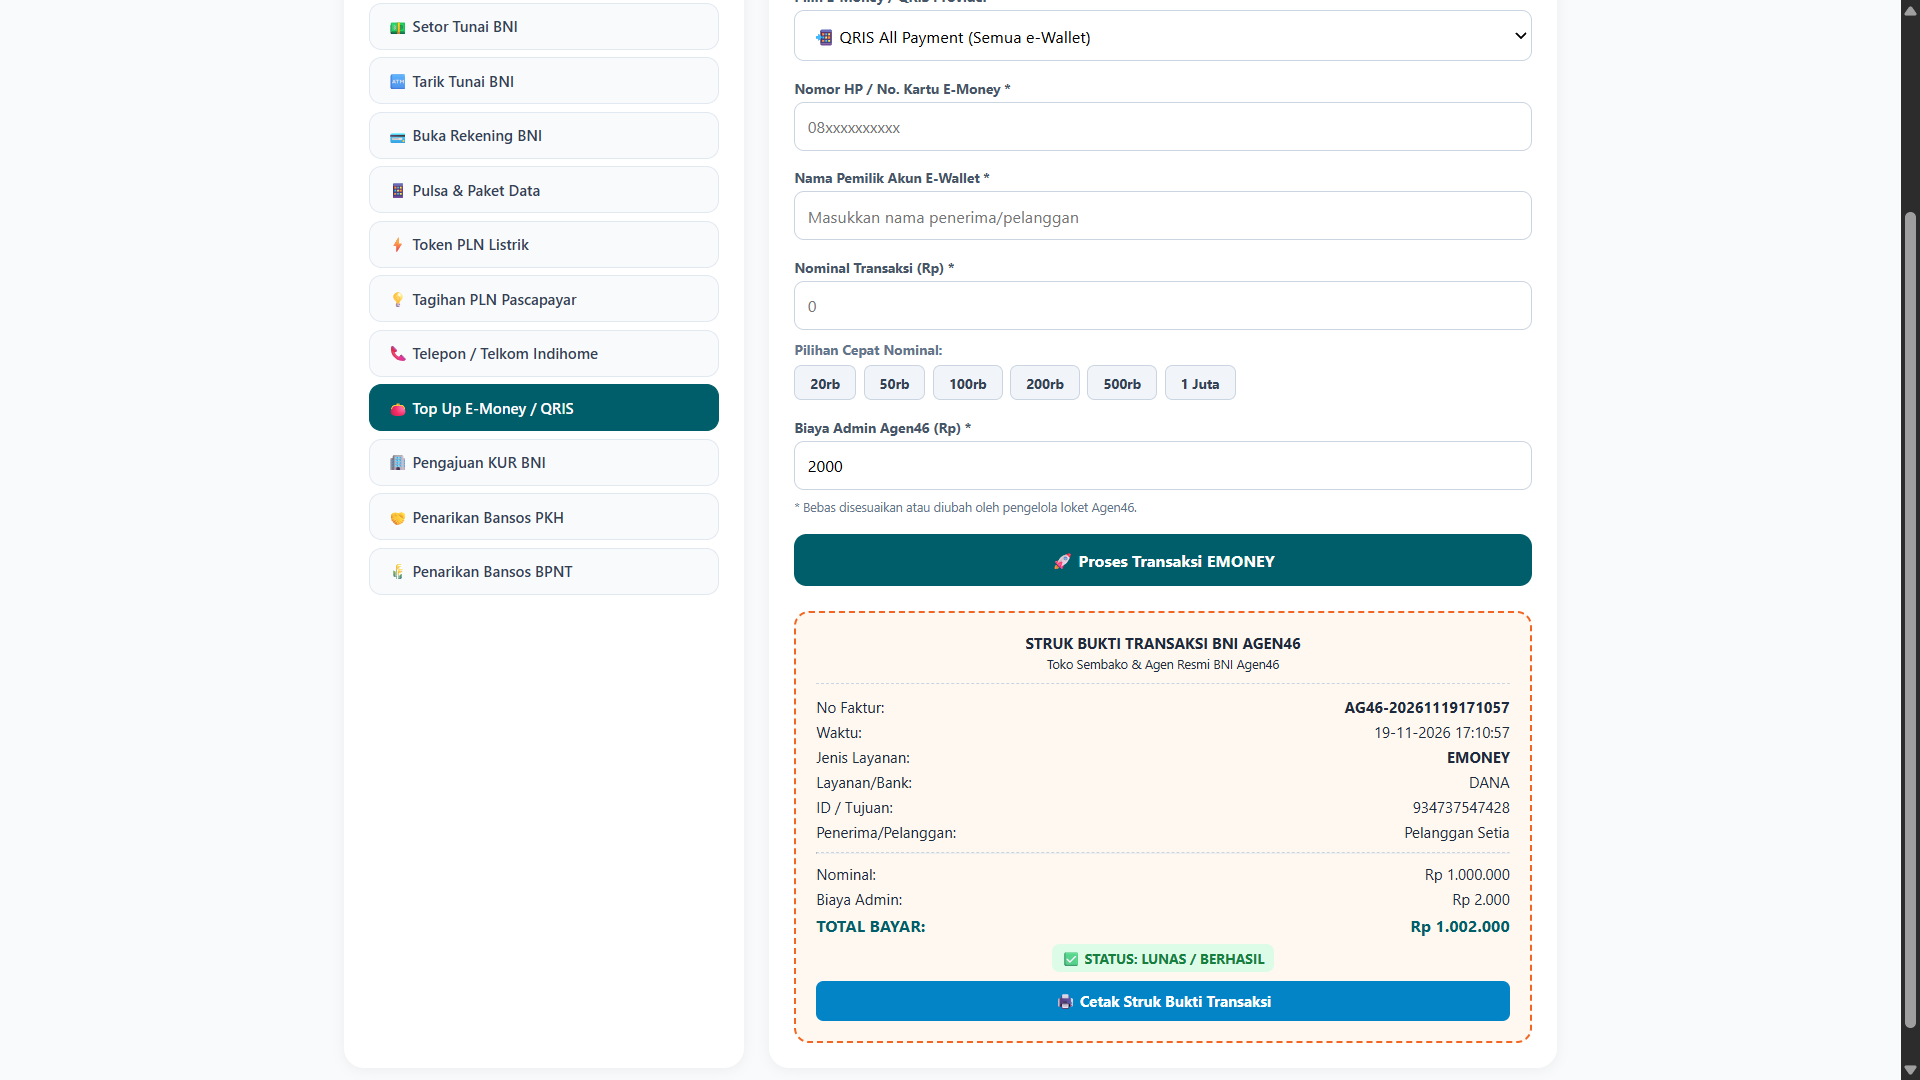 Setor Tunai BNI
Tarik Tunai BNI
Buka Rekening BNI
Pulsa & Paket Data
Token PLN Listrik
Tagihan PLN Pascapayar
Telepon / Telkom Indihome
Top Up E-Money / QRIS
Pengajuan KUR BNI
Penarikan Bansos PKH
Penarikan Bansos BPNT
QRIS All Payment (Semua e-Wallet)
Nomor HP / No. Kartu E-Money *
08xxxxxxxxxx
Nama Pemilik Akun E-Wallet *
Masukkan nama penerima/pelanggan
Nominal Transaksi (Rp) *
0
Pilihan Cepat Nominal:
20rb 50rb 100rb 200rb 500rb 1 Juta
Biaya Admin Agen46 (Rp) *
2000
* Bebas disesuaikan atau diubah oleh pengelola loket Agen46.
Proses Transaksi EMONEY
STRUK BUKTI TRANSAKSI BNI AGEN46
Toko Sembako & Agen Resmi BNI Agen46
No Faktur: AG46-20261119171057
Waktu: 19-11-2026 17:10:57
Jenis Layanan: EMONEY
Layanan/Bank: DANA
ID / Tujuan: 934737547428
Penerima/Pelanggan: Pelanggan Setia
Nominal: Rp 1.000.000
Biaya Admin: Rp 2.000
TOTAL BAYAR: Rp 1.002.000
STATUS: LUNAS / BERHASIL
Cetak Struk Bukti Transaksi